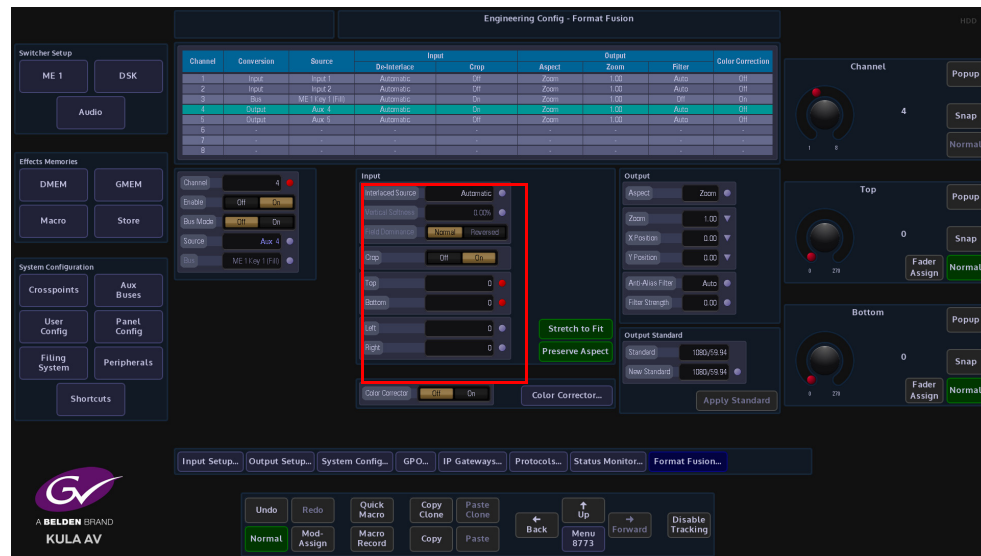 Engineering Config - Format Fusion
HDD
Switcher Setup
ME 1
DSK
Audio
Effects Memories
DMEM
GMEM
Macro
Store
System Configuration
Crosspoints
Aux Buses
User Config
Panel Config
Filing System
Peripherals
Shortcuts
Input
Output
Channel Conversion Source De-Interlace Crop Aspect Zoom Filter Color Correction
1 Input Input 1 Automatic Off Zoom 1.00 Auto Off
2 Input Input 2 Automatic Off Zoom 1.00 Auto Off
3 Bus ME 1 Key 1 (Fill) Automatic On Zoom 1.00 Off On
4 Output Aux 4 Automatic On Zoom 1.00 Auto Off
5 Output Aux 5 Automatic Off Zoom 1.00 Auto Off
6 - - - - - - - -
7 - - - - - - - -
8 - - - - - - - -
Channel 4
Enable Off On
Bus Mode Off On
Source Aux 4
Bus ME 1 Key 1 (Fill)
Input
Interlaced Source Automatic
Vertical Softness 0.00%
Field Dominance Normal Reversed
Crop Off On
Top 0
Bottom 0
Left 0
Right 0
Stretch to Fit
Preserve Aspect
Color Corrector Off On
Color Corrector...
Output
Aspect Zoom
Zoom 1.00
X Position 0.00
Y Position 0.00
Anti-Alias Filter Auto
Filter Strength 0.00
Output Standard
Standard 1080/59.94
New Standard 1080/59.94
Apply Standard
Channel
4
1 8
Popup
Snap
Normal
Top
0
0 270
Popup
Snap
Fader Assign
Normal
Bottom
0
0 270
Popup
Snap
Fader Assign
Normal
Input Setup... Output Setup... System Config... GPO... IP Gateways... Protocols... Status Monitor... Format Fusion...
GV
A BELDEN BRAND
KULA AV
Undo
Redo
Quick Macro
Copy Clone
Paste Clone
Normal
Mod-Assign
Macro Record
Copy
Paste
Back
Up
Menu 8773
Forward
Disable Tracking